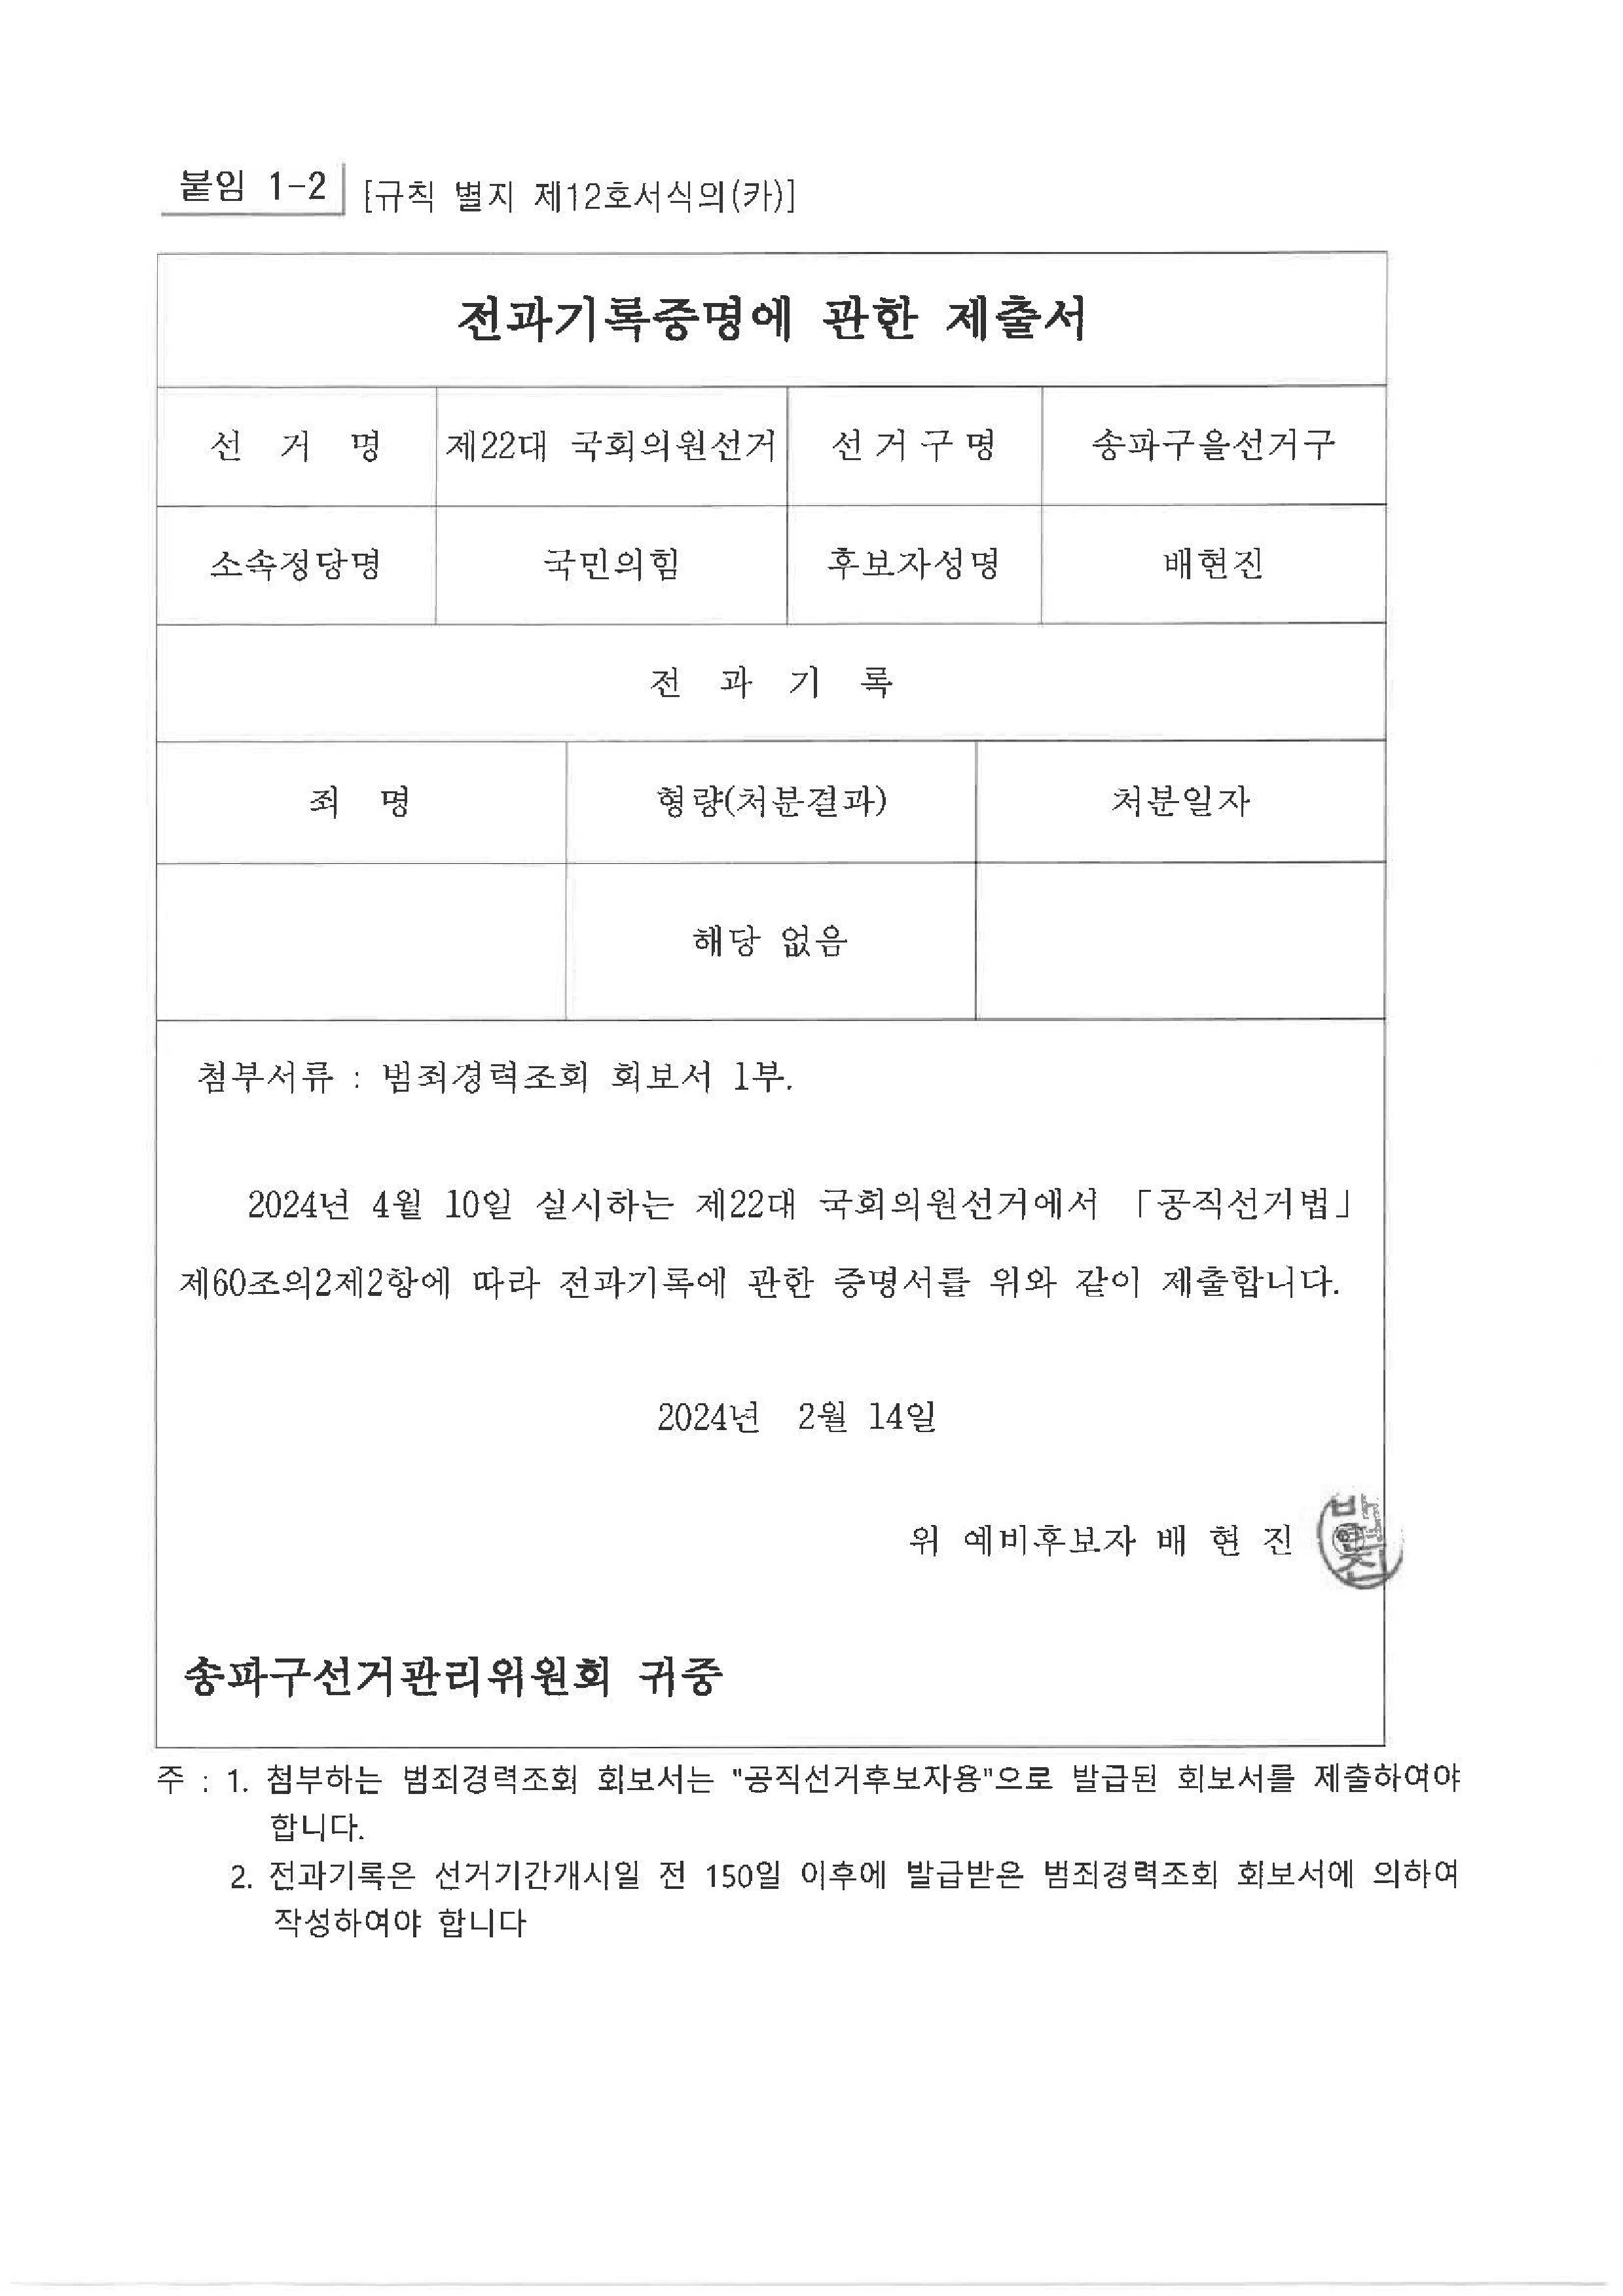 붙임 1-2 [규칙 별지 제12호서식의(카)]
전과기록증명에 관한 제출서
선 거 명 제22대 국회의원선거 선거구명 송파구을선거구
소속정당명 국민의힘 후보자성명 배현진
전 과 기 록
죄 명 형량(처분결과) 처분일자
해당 없음
첨부서류 : 범죄경력조회 회보서 1부.
2024년 4월 10일 실시하는 제22대 국회의원선거에서 「공직선거법」
제60조의2제2항에 따라 전과기록에 관한 증명서를 위와 같이 제출합니다.
2024년 2월 14일
위 예비후보자 배 현 진
송파구선거관리위원회 귀중
주 : 1. 첨부하는 범죄경력조회 회보서는 "공직선거후보자용"으로 발급된 회보서를 제출하여야
합니다.
2. 전과기록은 선거기간개시일 전 150일 이후에 발급받은 범죄경력조회 회보서에 의하여
작성하여야 합니다